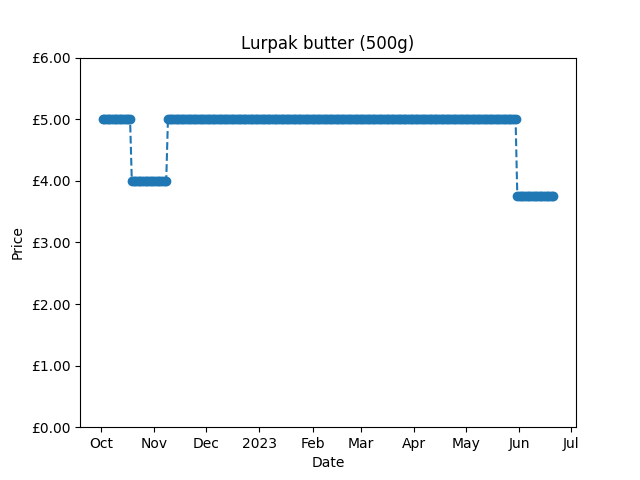 Lurpak butter (500g)
£6.00
£5.00
£4.00
£3.00
£2.00
£1.00
£0.00
Price
Oct Nov Dec 2023 Feb Mar Apr May Jun Jul
Date